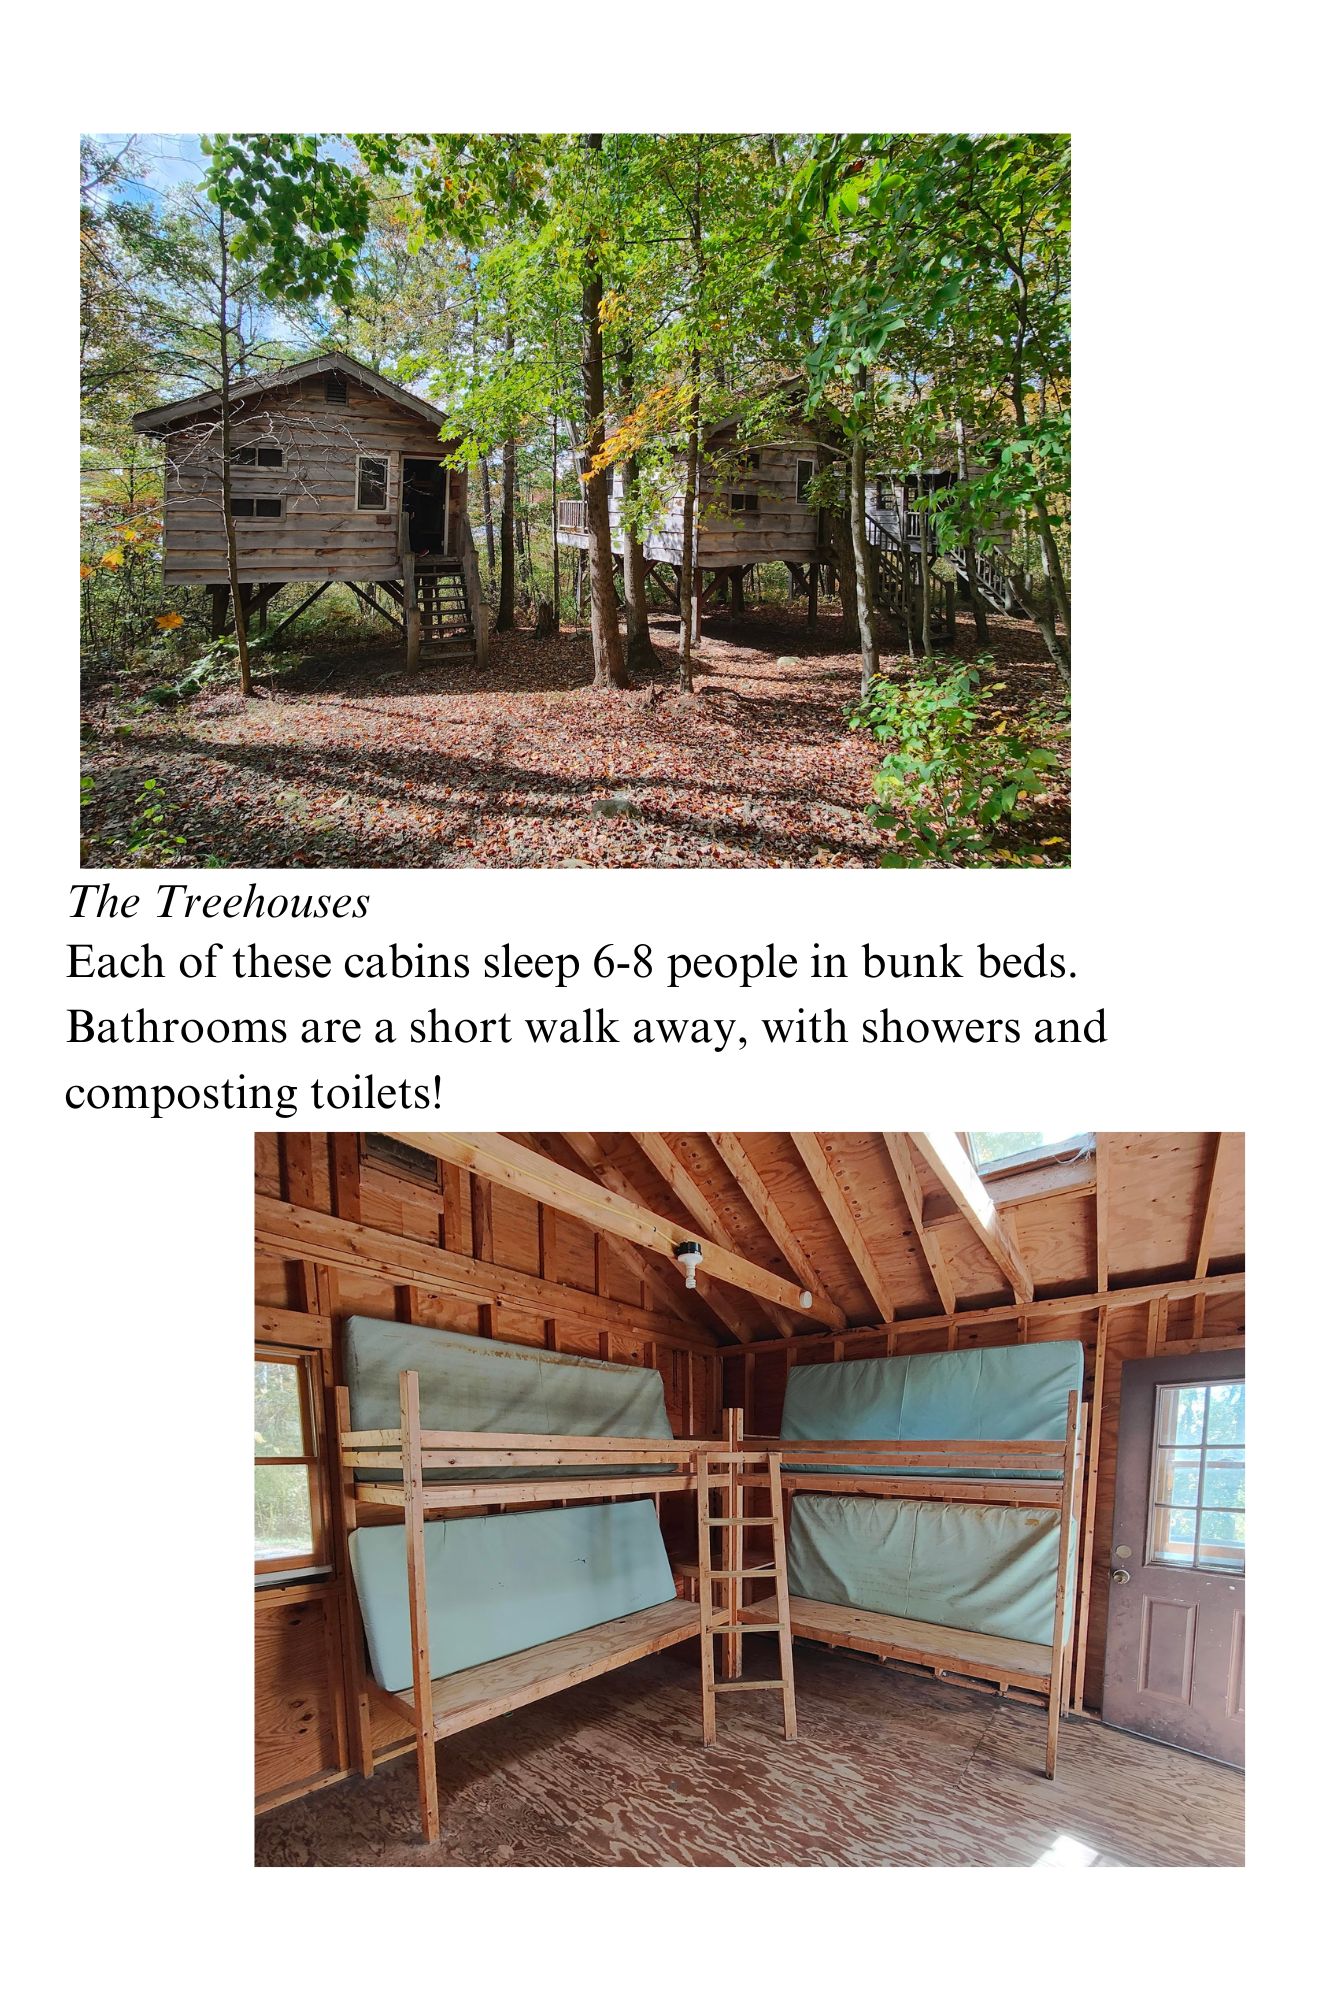 The Treehouses
Each of these cabins sleep 6-8 people in bunk beds.
Bathrooms are a short walk away, with showers and
composting toilets!